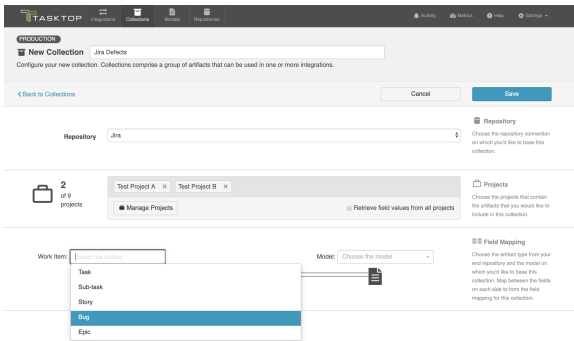 TASKTOP
Integrations
Collections
Models
Repositories
Activity
Metrics
Help
Settings
PRODUCTION
New Collection
Jira Defects
Configure your new collection. Collections comprise a group of artifacts that can be used in one or more integrations.
Back to Collections
Cancel
Save
Repository
Jira
Repository
Choose the repository connection
on which you'd like to base this
collection.
2
of 9
projects
Test Project A ×
Test Project B ×
Manage Projects
Retrieve field values from all projects
Projects
Choose the projects that contain
the artifacts that you would like to
include in this collection.
Work Item:
Select the artifact
Model:
Choose the model
Task
Sub-task
Story
Bug
Epic
Field Mapping
Choose the artifact type from your
end repository and the model on
which you'd like to base this
collection. Map between the fields
on each side to form the field
mapping for this collection.